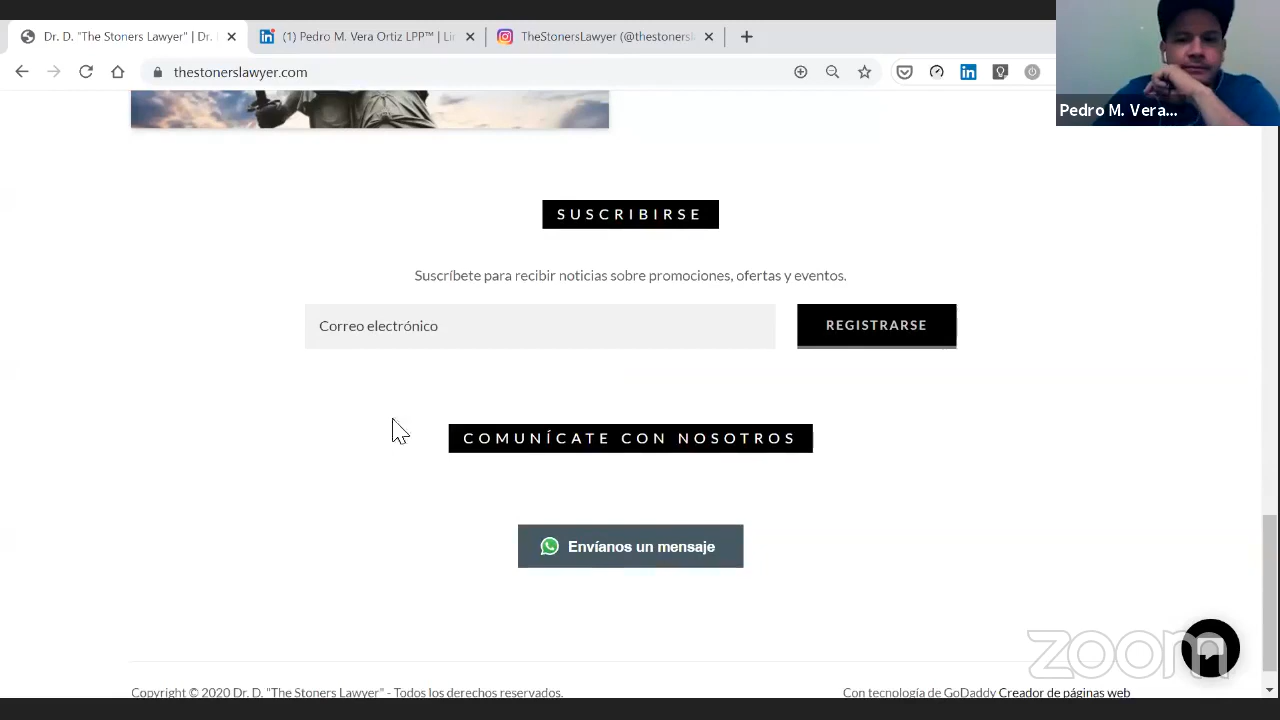 Dr. D. "The Stoners Lawyer" | Dr.
(1) Pedro M. Vera Ortiz LPP™ | Li
TheStonersLawyer (@thestonersl
thestonerslawyer.com
Pedro M. Vera...
SUSCRIBIRSE
Suscríbete para recibir noticias sobre promociones, ofertas y eventos.
Correo electrónico
REGISTRARSE
COMUNÍCATE CON NOSOTROS
Envíanos un mensaje
zoom
Copyright © 2020 Dr. D. "The Stoners Lawyer" - Todos los derechos reservados.
Con tecnología de GoDaddy Creador de páginas web